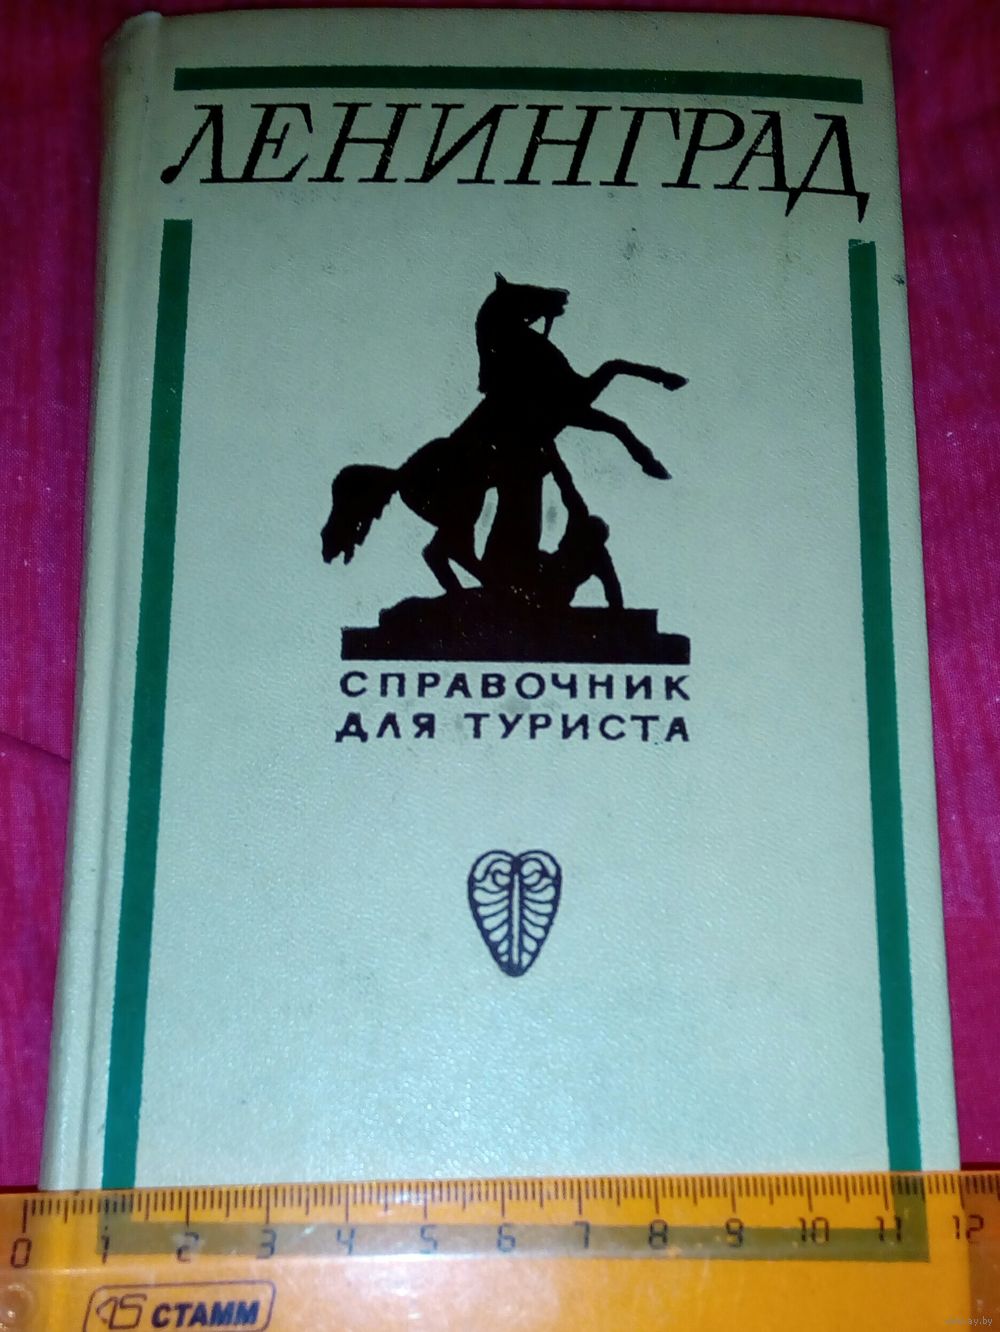 ЛЕНИНГРАД
СПРАВОЧНИК
ДЛЯ ТУРИСТА
0 1 2 3 4 5 6 7 8 9 10 11 12
СТАММ